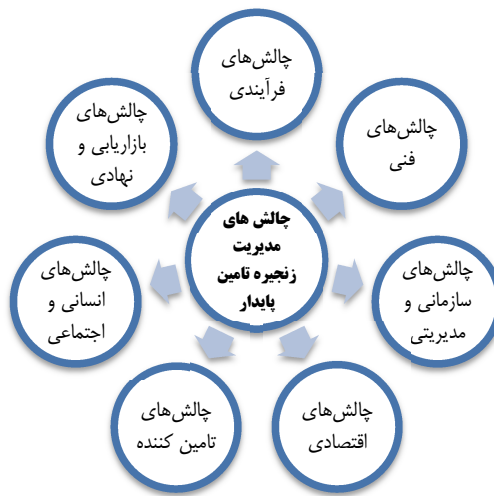 چالش‌های
فرآیندی
چالش‌های
فنی
چالش‌های
سازمانی و
مدیریتی
چالش‌های
اقتصادی
چالش‌های
تامین کننده
چالش‌های
انسانی و
اجتماعی
چالش‌های
بازاریابی و
نهادی
چالش های
مدیریت
زنجیره تامین
پایدار